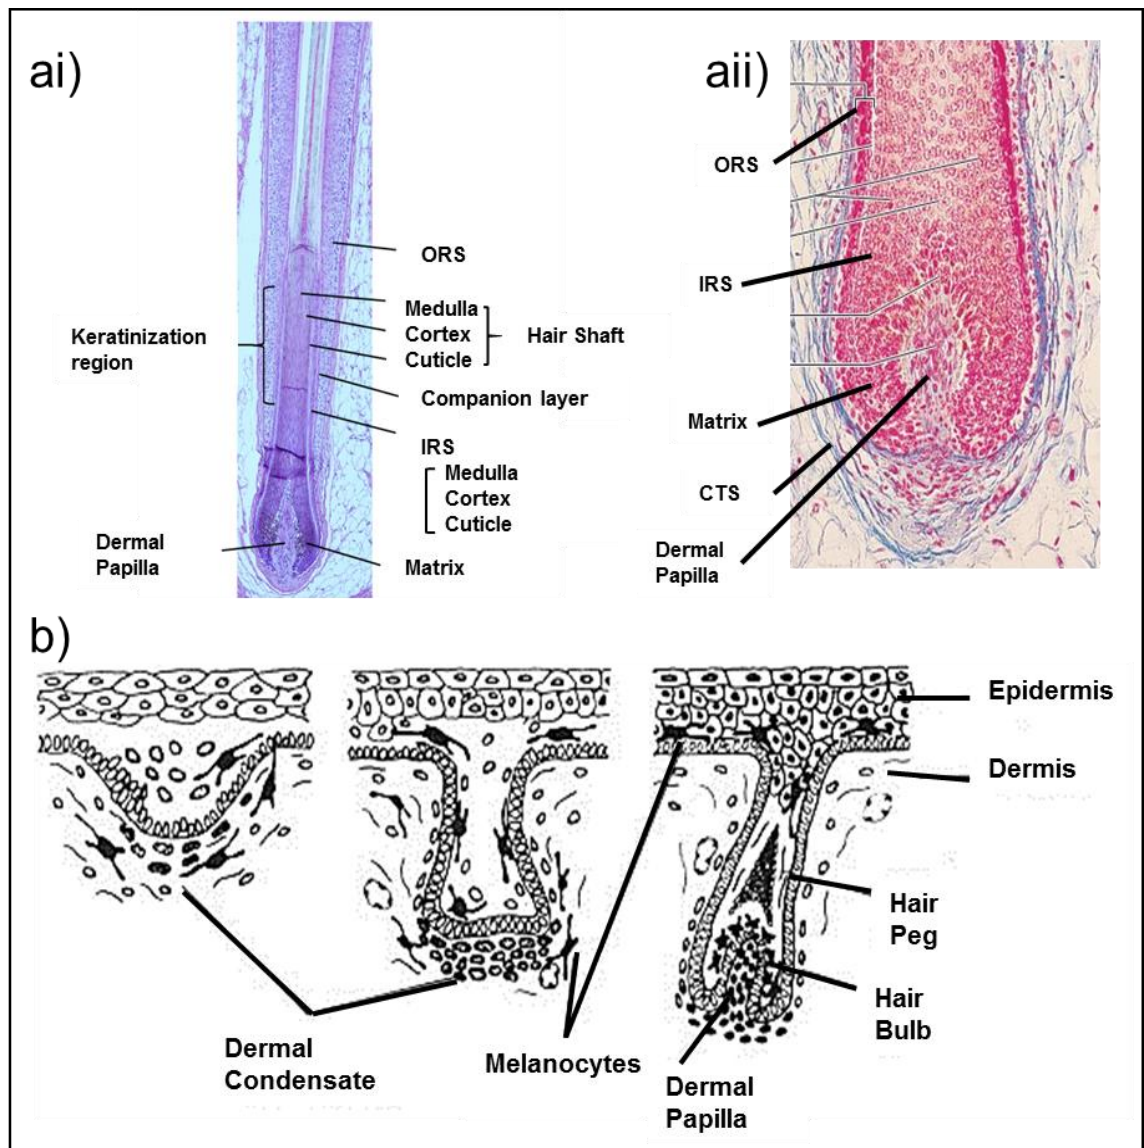 ai)
ORS
Medulla
Cortex
Cuticle
Hair Shaft
Keratinization
region
Companion layer
IRS
Medulla
Cortex
Cuticle
Dermal
Papilla
Matrix
aii)
ORS
IRS
Matrix
CTS
Dermal
Papilla
b)
Epidermis
Dermis
Hair
Peg
Hair
Bulb
Dermal
Condensate
Melanocytes
Dermal
Papilla